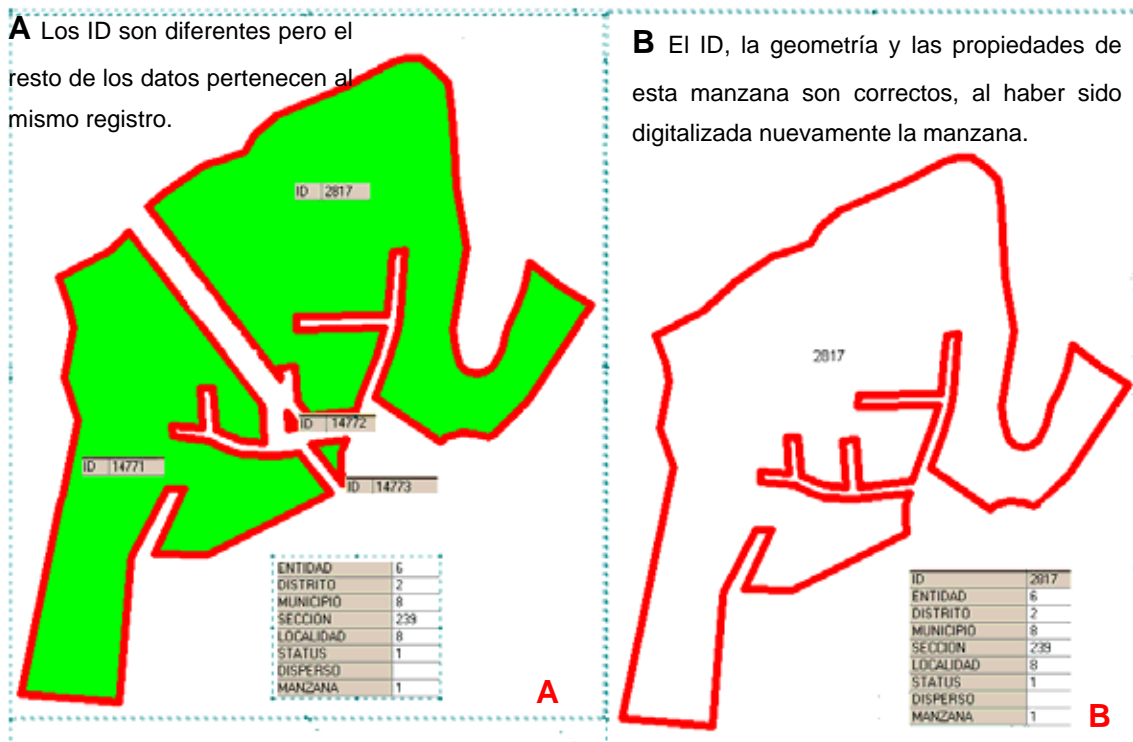 A Los ID son diferentes pero el
resto de los datos pertenecen al
mismo registro.
ID 2817
ID 14772
ID 14771
ID 14773
ENTIDAD 6
DISTRITO 2
MUNICIPIO 8
SECCION 239
LOCALIDAD 8
STATUS 1
DISPERSO
MANZANA 1
A
B El ID, la geometría y las propiedades de
esta manzana son correctos, al haber sido
digitalizada nuevamente la manzana.
2817
ID 2817
ENTIDAD 6
DISTRITO 2
MUNICIPIO 8
SECCION 239
LOCALIDAD 8
STATUS 1
DISPERSO
MANZANA 1
B